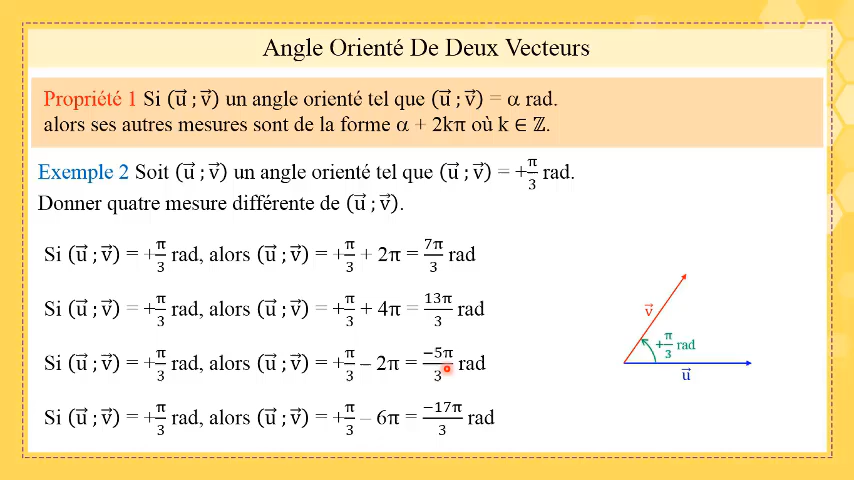 Angle Orienté De Deux Vecteurs
Propriété 1 Si (u⃗ ; v⃗) un angle orienté tel que (u⃗ ; v⃗) = α rad.
alors ses autres mesures sont de la forme α + 2kπ où k ∈ ℤ.
Exemple 2 Soit (u⃗ ; v⃗) un angle orienté tel que (u⃗ ; v⃗) = +π/3 rad.
Donner quatre mesure différente de (u⃗ ; v⃗).
Si (u⃗ ; v⃗) = +π/3 rad, alors (u⃗ ; v⃗) = +π/3 + 2π = 7π/3 rad
Si (u⃗ ; v⃗) = +π/3 rad, alors (u⃗ ; v⃗) = +π/3 + 4π = 13π/3 rad
Si (u⃗ ; v⃗) = +π/3 rad, alors (u⃗ ; v⃗) = +π/3 – 2π = −5π/3 rad
Si (u⃗ ; v⃗) = +π/3 rad, alors (u⃗ ; v⃗) = +π/3 – 6π = −17π/3 rad
v⃗
+π/3 rad
u⃗